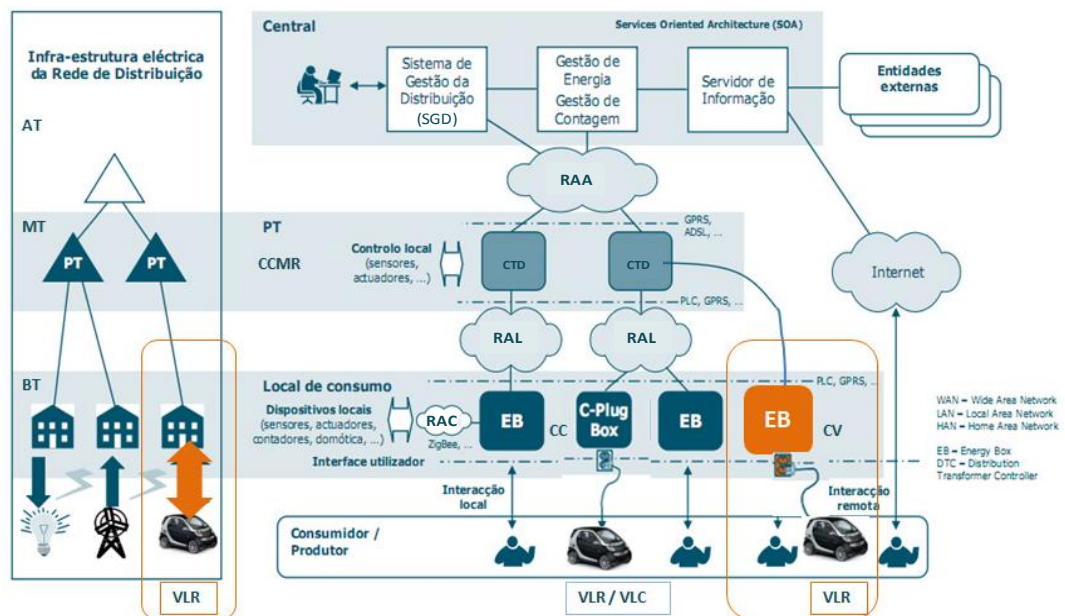 Infra-estrutura eléctrica
da Rede de Distribuição
AT
MT
PT
PT
BT
VLR
Central
Services Oriented Architecture (SOA)
Sistema de
Gestão da
Distribuição
(SGD)
Gestão de
Energia
Gestão de
Contagem
Servidor de
Informação
Entidades
externas
RAA
PT
CCMR
Controlo local
(sensores,
actuadores, ...)
CTD
CTD
GPRS,
ADSL, ...
PLC, GPRS, ...
Internet
RAL
RAL
Local de consumo
PLC, GPRS, ..
Dispositivos locais
(sensores, actuadores,
contadores, domótica, ...)
RAC
ZigBee, ...
EB
CC
C-Plug
Box
EB
EB
CV
Interface utilizador
WAN – Wide Area Network
LAN – Local Area Network
HAN – Home Area Network
EB – Energy Box
DTC – Distribution
Transformer Controller
Interacção
local
Interacção
remota
Consumidor /
Produtor
VLR / VLC
VLR